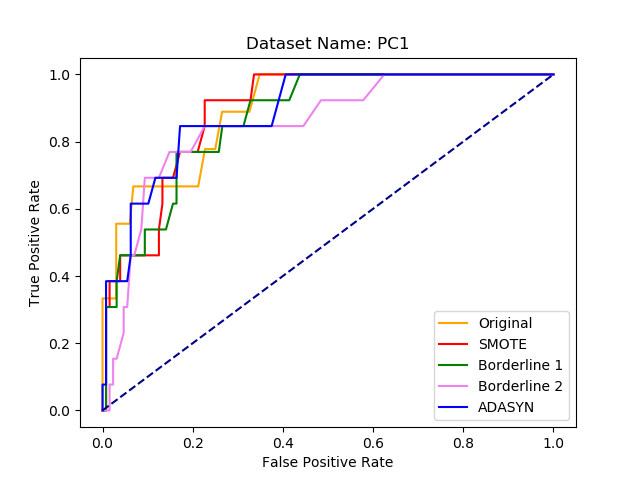 Dataset Name: PC1
True Positive Rate
1.0
0.8
0.6
0.4
0.2
0.0
Original
SMOTE
Borderline 1
Borderline 2
ADASYN
0.0 0.2 0.4 0.6 0.8 1.0
False Positive Rate